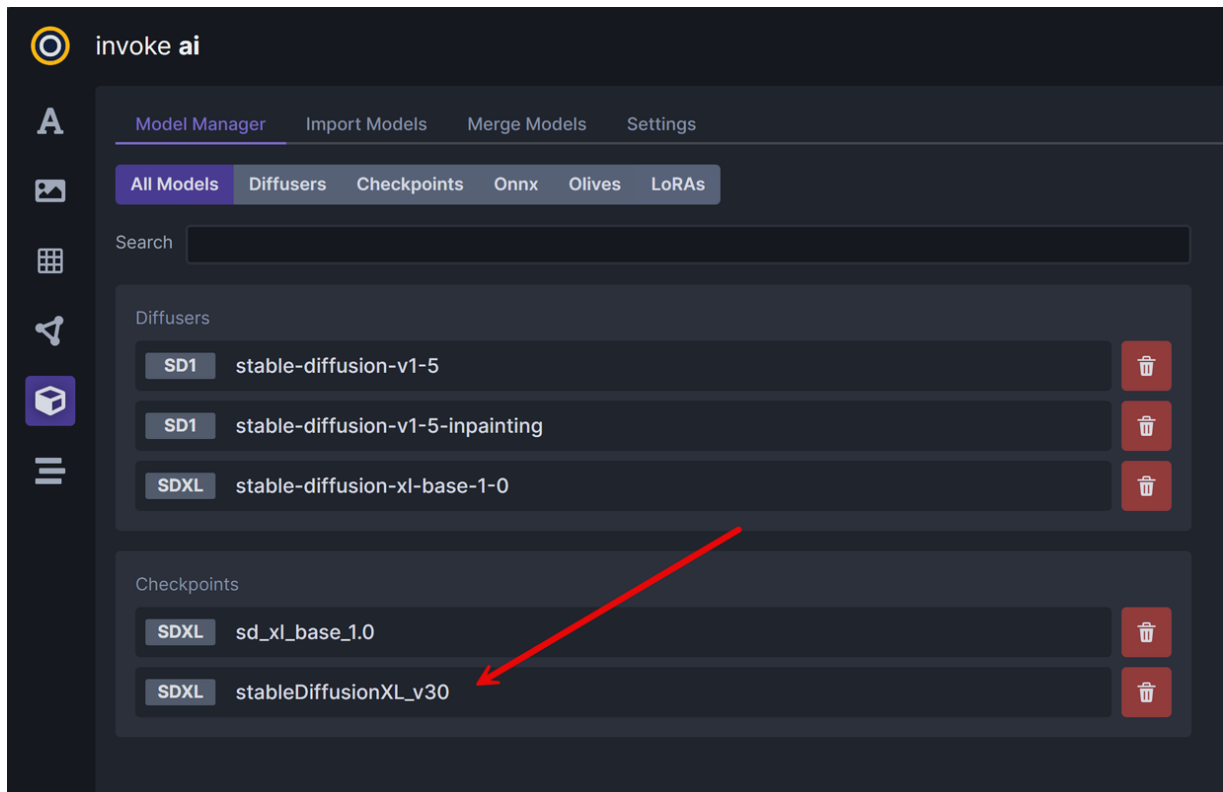 invoke ai
Model Manager Import Models Merge Models Settings
All Models Diffusers Checkpoints Onnx Olives LoRAs
Search
Diffusers
SD1 stable-diffusion-v1-5
SD1 stable-diffusion-v1-5-inpainting
SDXL stable-diffusion-xl-base-1-0
Checkpoints
SDXL sd_xl_base_1.0
SDXL stableDiffusionXL_v30